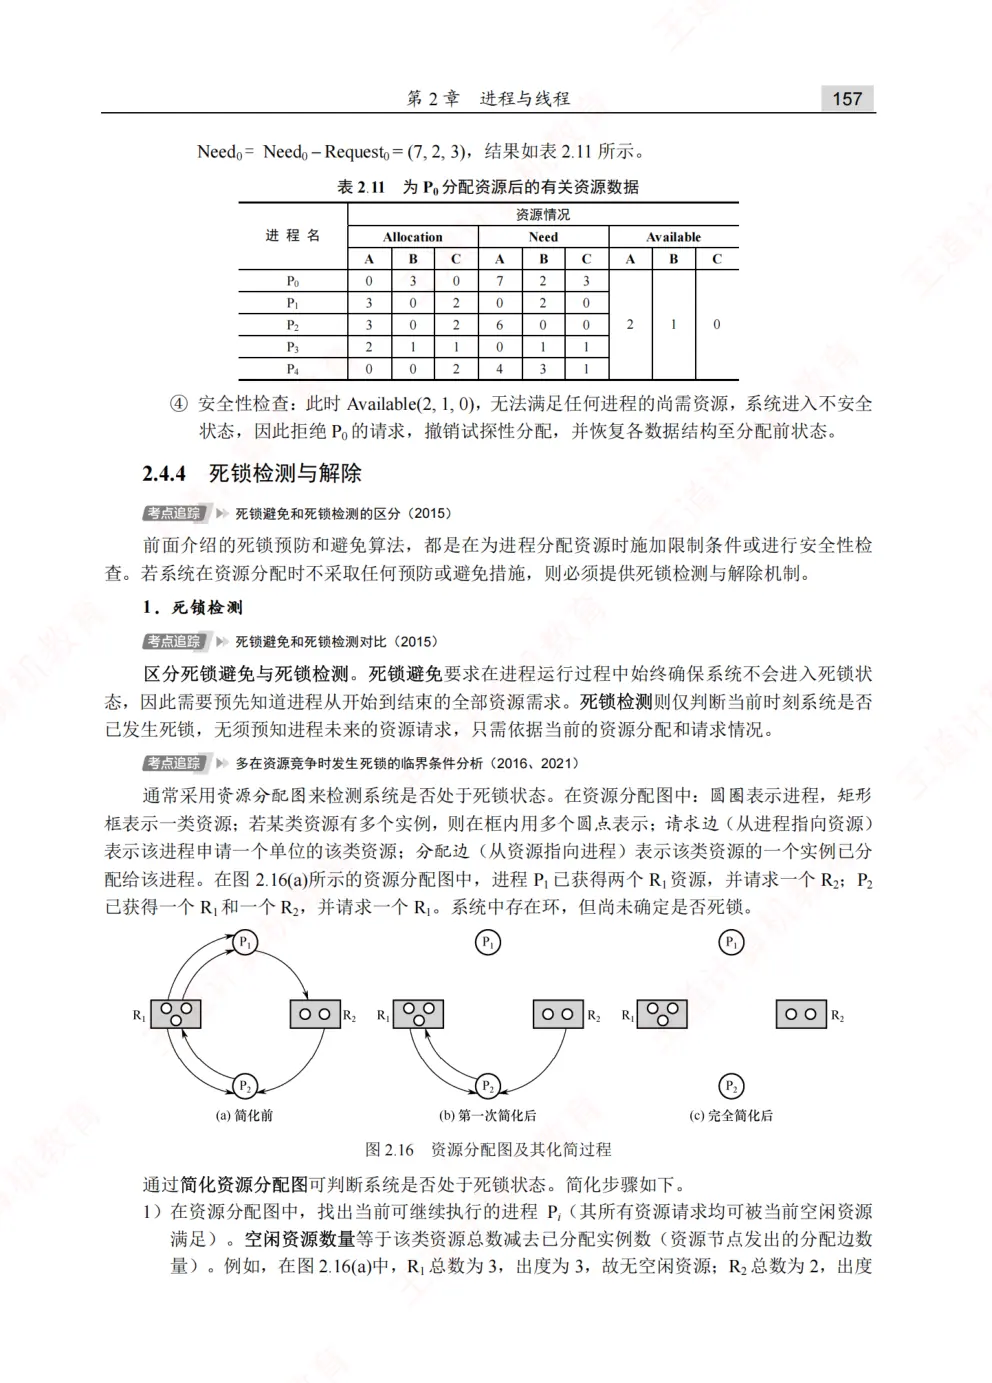 第 2 章 进程与线程
157
Need₀ = Need₀ − Request₀ = (7, 2, 3)，结果如表 2.11 所示。
表 2.11 为 P₀ 分配资源后的有关资源数据
资源情况
进 程 名
Allocation Need Available
A B C A B C A B C
P₀ 0 3 0 7 2 3
P₁ 3 0 2 0 2 0
P₂ 3 0 2 6 0 0 2 1 0
P₃ 2 1 1 0 1 1
P₄ 0 0 2 4 3 1
④ 安全性检查：此时 Available(2, 1, 0)，无法满足任何进程的尚需资源，系统进入不安全
状态，因此拒绝 P₀ 的请求，撤销试探性分配，并恢复各数据结构至分配前状态。
2.4.4 死锁检测与解除
考点追踪 死锁避免和死锁检测的区分（2015）
前面介绍的死锁预防和避免算法，都是在为进程分配资源时施加限制条件或进行安全性检
查。若系统在资源分配时不采取任何预防或避免措施，则必须提供死锁检测与解除机制。
1．死锁检测
考点追踪 死锁避免和死锁检测对比（2015）
区分死锁避免与死锁检测。死锁避免要求在进程运行过程中始终确保系统不会进入死锁状
态，因此需要预先知道进程从开始到结束的全部资源需求。死锁检测则仅判断当前时刻系统是否
已发生死锁，无须预知进程未来的资源请求，只需依据当前的资源分配和请求情况。
考点追踪 多在资源竞争时发生死锁的临界条件分析（2016、2021）
通常采用资源分配图来检测系统是否处于死锁状态。在资源分配图中：圆圈表示进程，矩形
框表示一类资源；若某类资源有多个实例，则在框内用多个圆点表示；请求边（从进程指向资源）
表示该进程申请一个单位的该类资源；分配边（从资源指向进程）表示该类资源的一个实例已分
配给该进程。在图 2.16(a)所示的资源分配图中，进程 P₁ 已获得两个 R₁ 资源，并请求一个 R₂；P₂
已获得一个 R₁ 和一个 R₂，并请求一个 R₁。系统中存在环，但尚未确定是否死锁。
P₁ P₁ P₁
R₁ R₂ R₁ R₂ R₁ R₂
P₂ P₂ P₂
(a) 简化前 (b) 第一次简化后 (c) 完全简化后
图 2.16 资源分配图及其化简过程
通过简化资源分配图可判断系统是否处于死锁状态。简化步骤如下。
1）在资源分配图中，找出当前可继续执行的进程 Pᵢ（其所有资源请求均可被当前空闲资源
满足）。空闲资源数量等于该类资源总数减去已分配实例数（资源节点发出的分配边数
量）。例如，在图 2.16(a)中，R₁ 总数为 3，出度为 3，故无空闲资源；R₂ 总数为 2，出度